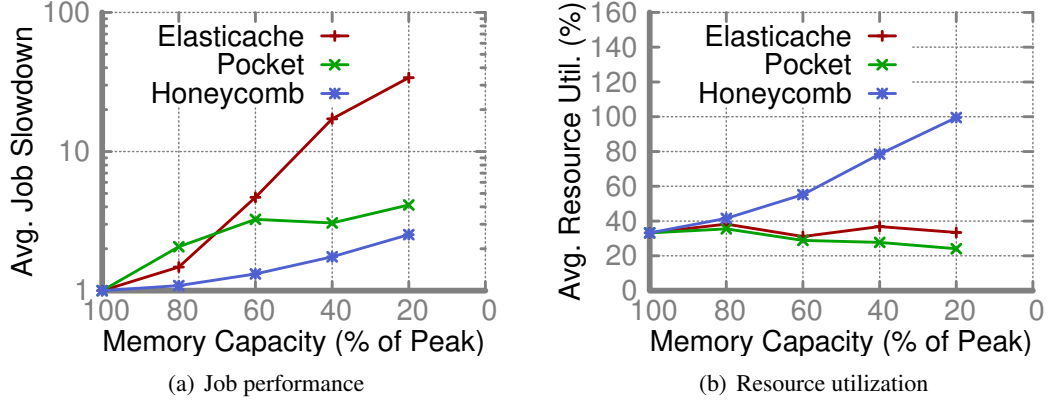 Avg. Job Slowdown
100
10
1
Elasticache
Pocket
Honeycomb
100 80 60 40 20 0
Memory Capacity (% of Peak)
(a) Job performance
Avg. Resource Util. (%)
160
140
120
100
80
60
40
20
0
Elasticache
Pocket
Honeycomb
100 80 60 40 20 0
Memory Capacity (% of Peak)
(b) Resource utilization